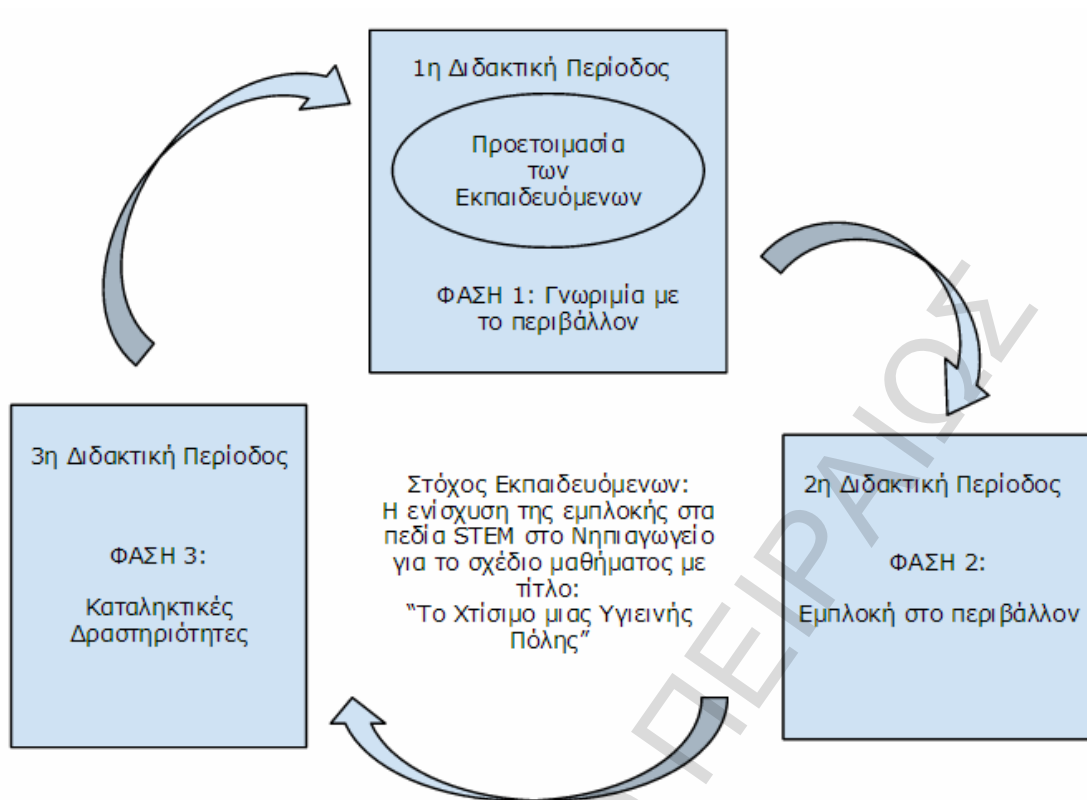 1η Διδακτική Περίοδος
Προετοιμασία
των
Εκπαιδευόμενων
ΦΑΣΗ 1: Γνωριμία με
το περιβάλλον
3η Διδακτική Περίοδος
ΦΑΣΗ 3:
Καταληκτικές
Δραστηριότητες
Στόχος Εκπαιδευόμενων:
Η ενίσχυση της εμπλοκής στα
πεδία STEM στο Νηπιαγωγείο
για το σχέδιο μαθήματος με
τίτλο:
"Το Χτίσιμο μιας Υγιεινής
Πόλης"
2η Διδακτική Περίοδος
ΦΑΣΗ 2:
Εμπλοκή στο περιβάλλον
ΠΕΙΡΑΙΩΣ